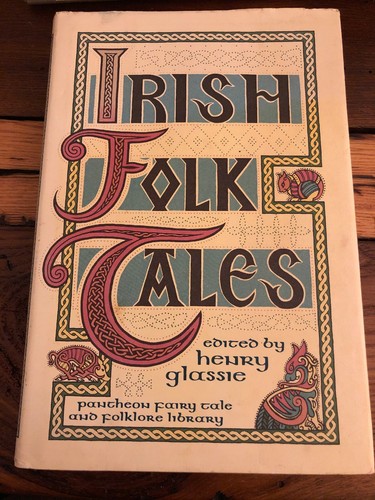 IRISH
FOLK
TALES
edited by
henry
glassie
pantheon fairy tale
and folklore library